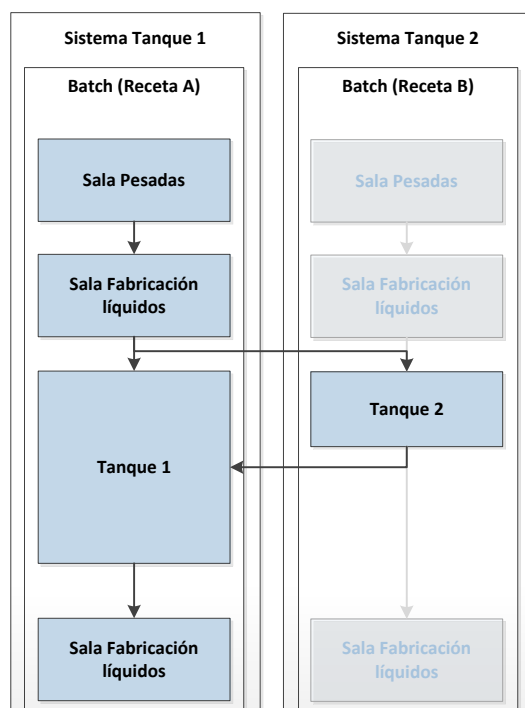 Sistema Tanque 1
Batch (Receta A)
Sala Pesadas
Sala Fabricación
líquidos
Tanque 1
Sala Fabricación
líquidos
Sistema Tanque 2
Batch (Receta B)
Sala Pesadas
Sala Fabricación
líquidos
Tanque 2
Sala Fabricación
líquidos